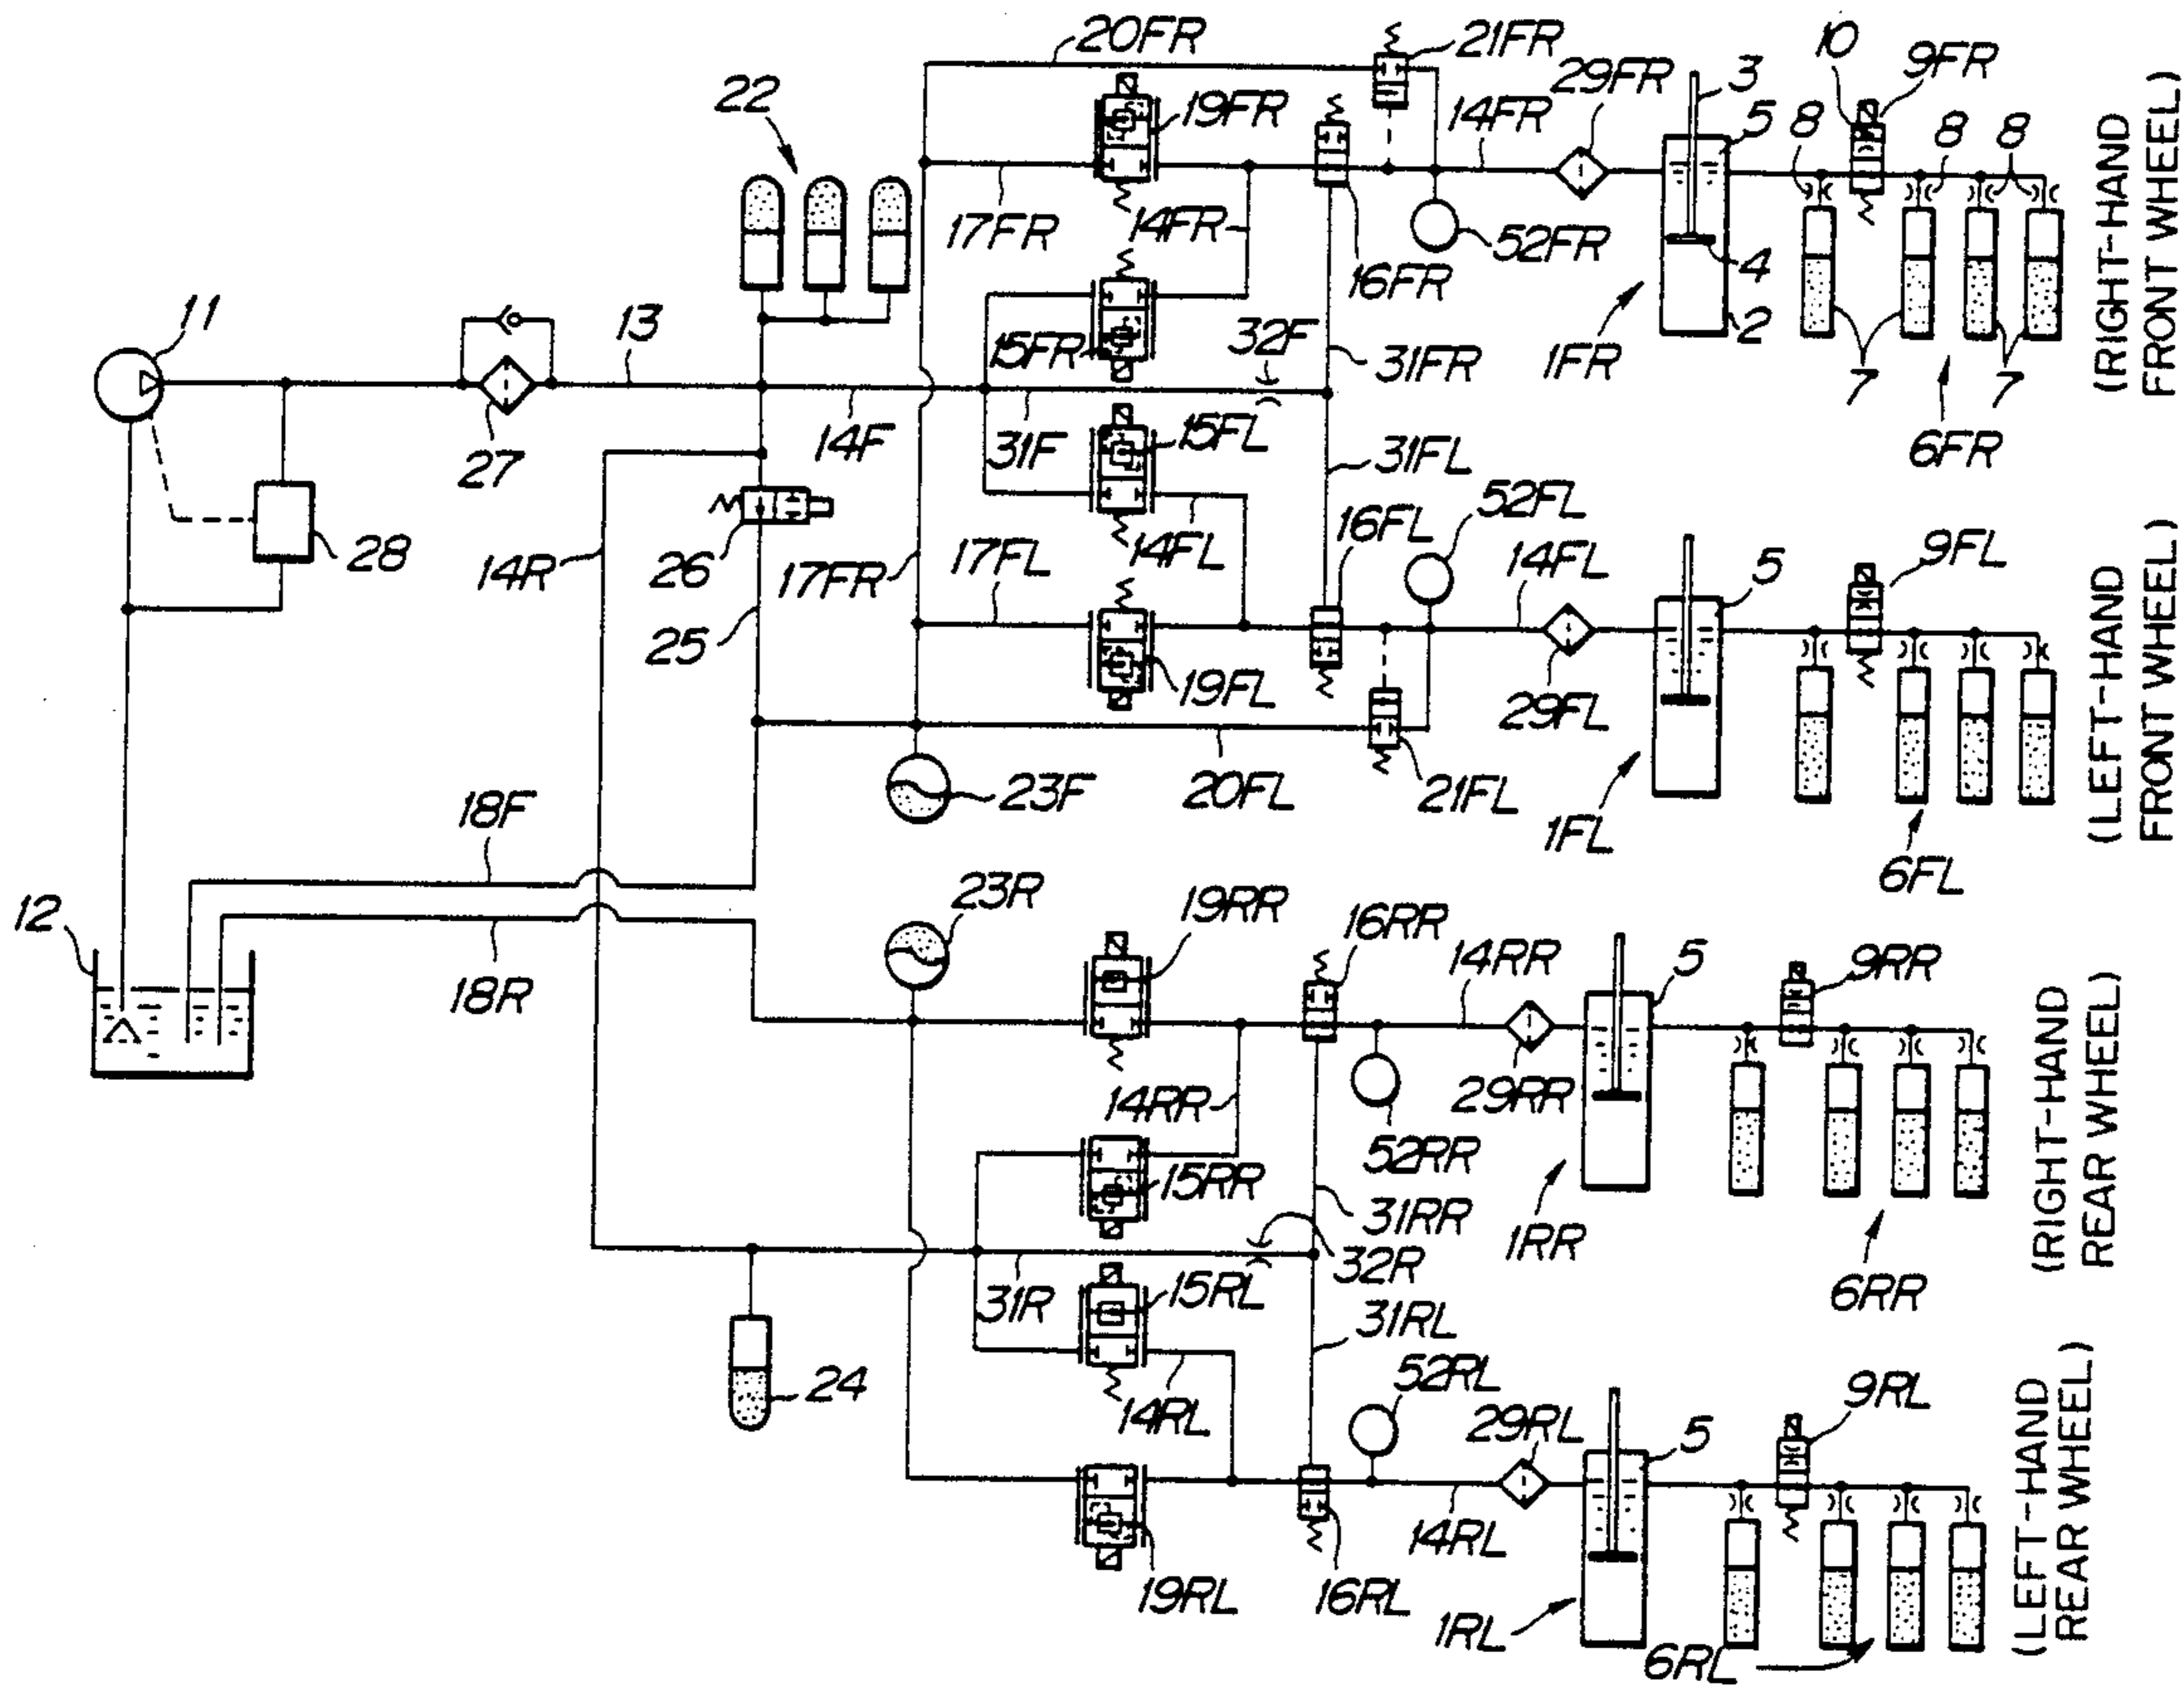 20FR
21FR
10
9FR
22
29FR
3
19FR
14FR
5
8
8
8
17FR
14FR
52FR
4
16FR
2
11
13
15FR
32F
31FR
1FR
7
7
14F
31F
15FL
27
31FL
6FR
52FL
16FL
14FL
28
14R
26
17FR
17FL
14FL
5
9FL
25
19FL
29FL
23F
20FL
21FL
1FL
18F
6FL
12
23R
19RR
16RR
14RR
5
9RR
18R
14RR
29RR
15RR
52RR
31RR
1RR
32R
31R
15RL
6RR
31RL
24
14RL
52RL
29RL
5
9RL
14RL
19RL
16RL
1RL
6RL
(RIGHT-HAND
FRONT WHEEL)
(LEFT-HAND
FRONT WHEEL)
(RIGHT-HAND
REAR WHEEL)
(LEFT-HAND
REAR WHEEL)